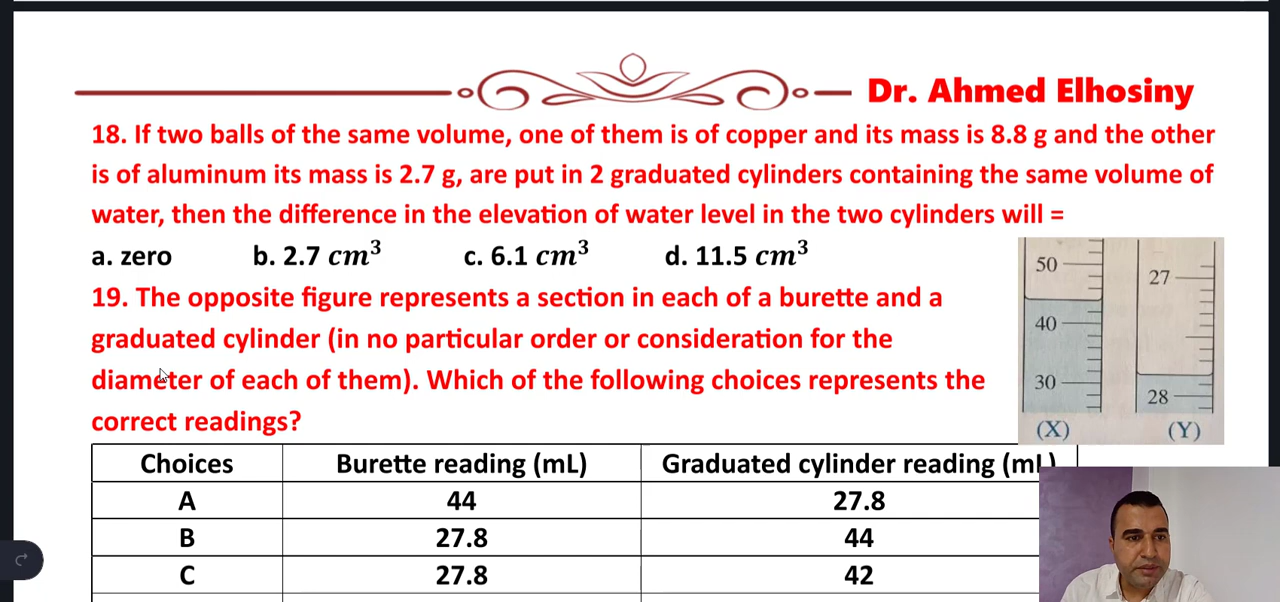 Dr. Ahmed Elhosiny
18. If two balls of the same volume, one of them is of copper and its mass is 8.8 g and the other
is of aluminum its mass is 2.7 g, are put in 2 graduated cylinders containing the same volume of
water, then the difference in the elevation of water level in the two cylinders will =
a. zero b. 2.7 cm³ c. 6.1 cm³ d. 11.5 cm³
19. The opposite figure represents a section in each of a burette and a
graduated cylinder (in no particular order or consideration for the
diameter of each of them). Which of the following choices represents the
correct readings?
50 27
40
30 28
(X) (Y)
Choices Burette reading (mL) Graduated cylinder reading (mL)
A 44 27.8
B 27.8 44
C 27.8 42